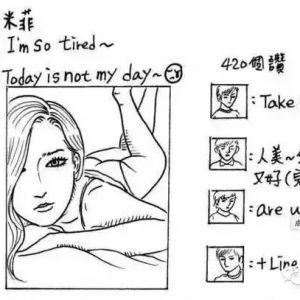 米菲
I'm so tired~
Today is not my day~
420個讚
: Take
: 人美~
又好(
: are
: +Line